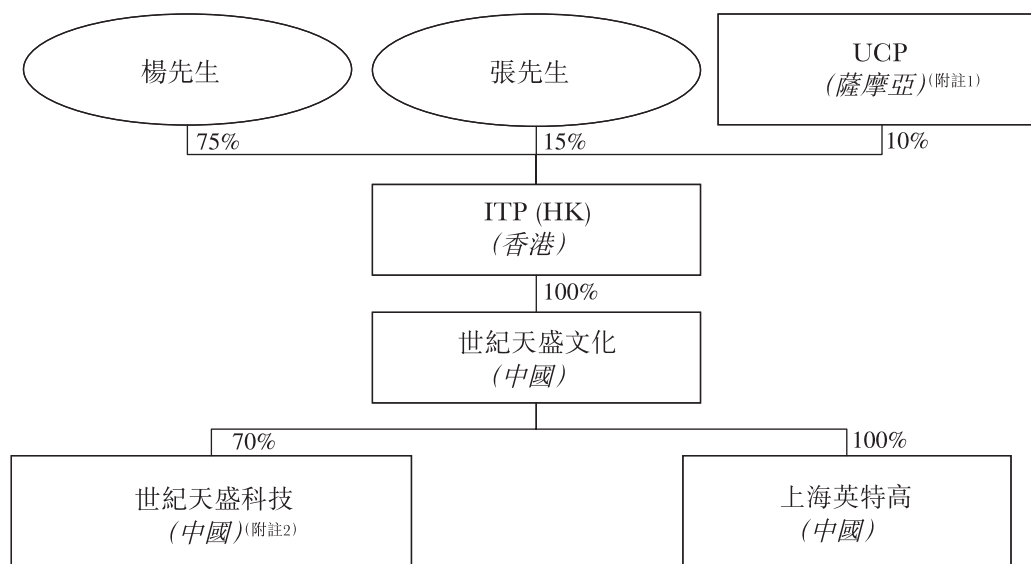 楊先生
張先生
UCP
(薩摩亞)(附註1)
75%
15%
10%
ITP (HK)
(香港)
100%
世紀天盛文化
(中國)
70%
100%
世紀天盛科技
(中國)(附註2)
上海英特高
(中國)